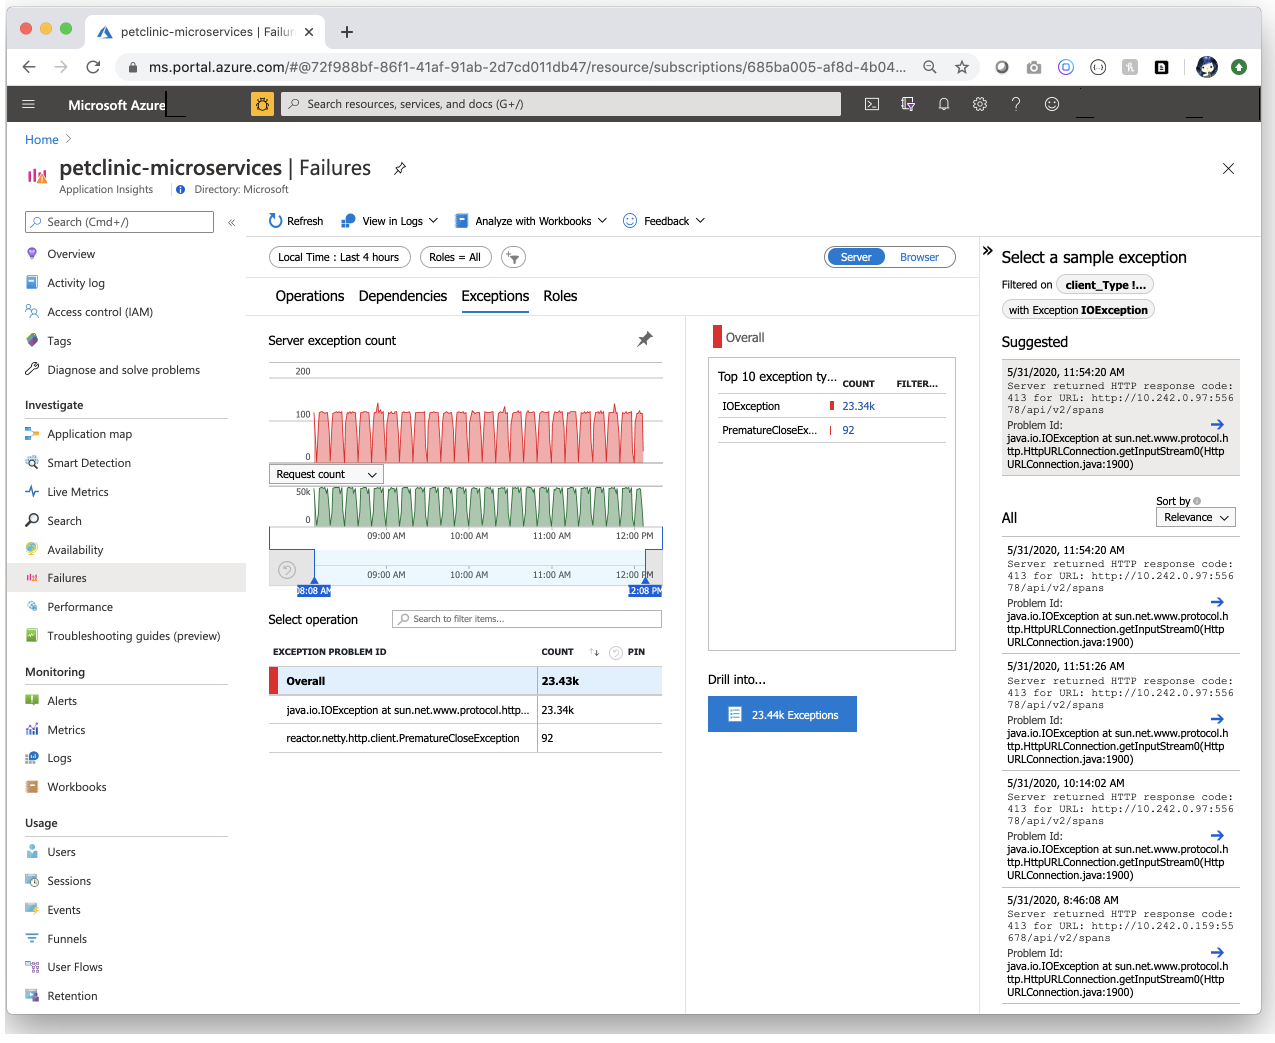 petclinic-microservices | Failur
ms.portal.azure.com/#@72f988bf-86f1-41af-91ab-2d7cd011db47/resource/subscriptions/685ba005-af8d-4b04...
Microsoft Azure
Search resources, services, and docs (G+/)
Home
petclinic-microservices | Failures
Application Insights
Directory: Microsoft
Search (Cmd+/)
Overview
Activity log
Access control (IAM)
Tags
Diagnose and solve problems
Investigate
Application map
Smart Detection
Live Metrics
Search
Availability
Failures
Performance
Troubleshooting guides (preview)
Monitoring
Alerts
Metrics
Logs
Workbooks
Usage
Users
Sessions
Events
Funnels
User Flows
Retention
Refresh
View in Logs
Analyze with Workbooks
Feedback
Local Time : Last 4 hours
Roles = All
Server
Browser
Operations
Dependencies
Exceptions
Roles
Server exception count
200
100
0
Request count
50k
0
09:00 AM
10:00 AM
11:00 AM
12:00 PM
09:00 AM
10:00 AM
11:00 AM
12:00 PM
08:08 AM
12:08 PM
Select operation
Search to filter items...
EXCEPTION PROBLEM ID
COUNT
PIN
Overall
23.43k
java.io.IOException at sun.net.www.protocol.http...
23.34k
reactor.netty.http.client.PrematureCloseException
92
Overall
Top 10 exception ty...
COUNT
FILTER...
IOException
23.34k
PrematureCloseEx...
92
Drill into...
23.44k Exceptions
Select a sample exception
Filtered on
client_Type !...
with Exception IOException
Suggested
5/31/2020, 11:54:20 AM
Server returned HTTP response code:
413 for URL: http://10.242.0.97:556
78/api/v2/spans
Problem Id:
java.io.IOException at sun.net.www.protocol.h
ttp.HttpURLConnection.getInputStream0(Http
URLConnection.java:1900)
Sort by
All
Relevance
5/31/2020, 11:54:20 AM
Server returned HTTP response code:
413 for URL: http://10.242.0.97:556
78/api/v2/spans
Problem Id:
java.io.IOException at sun.net.www.protocol.h
ttp.HttpURLConnection.getInputStream0(Http
URLConnection.java:1900)
5/31/2020, 11:51:26 AM
Server returned HTTP response code:
413 for URL: http://10.242.0.97:556
78/api/v2/spans
Problem Id:
java.io.IOException at sun.net.www.protocol.h
ttp.HttpURLConnection.getInputStream0(Http
URLConnection.java:1900)
5/31/2020, 10:14:02 AM
Server returned HTTP response code:
413 for URL: http://10.242.0.97:556
78/api/v2/spans
Problem Id:
java.io.IOException at sun.net.www.protocol.h
ttp.HttpURLConnection.getInputStream0(Http
URLConnection.java:1900)
5/31/2020, 8:46:08 AM
Server returned HTTP response code:
413 for URL: http://10.242.0.159:55
678/api/v2/spans
Problem Id:
java.io.IOException at sun.net.www.protocol.h
ttp.HttpURLConnection.getInputStream0(Http
URLConnection.java:1900)